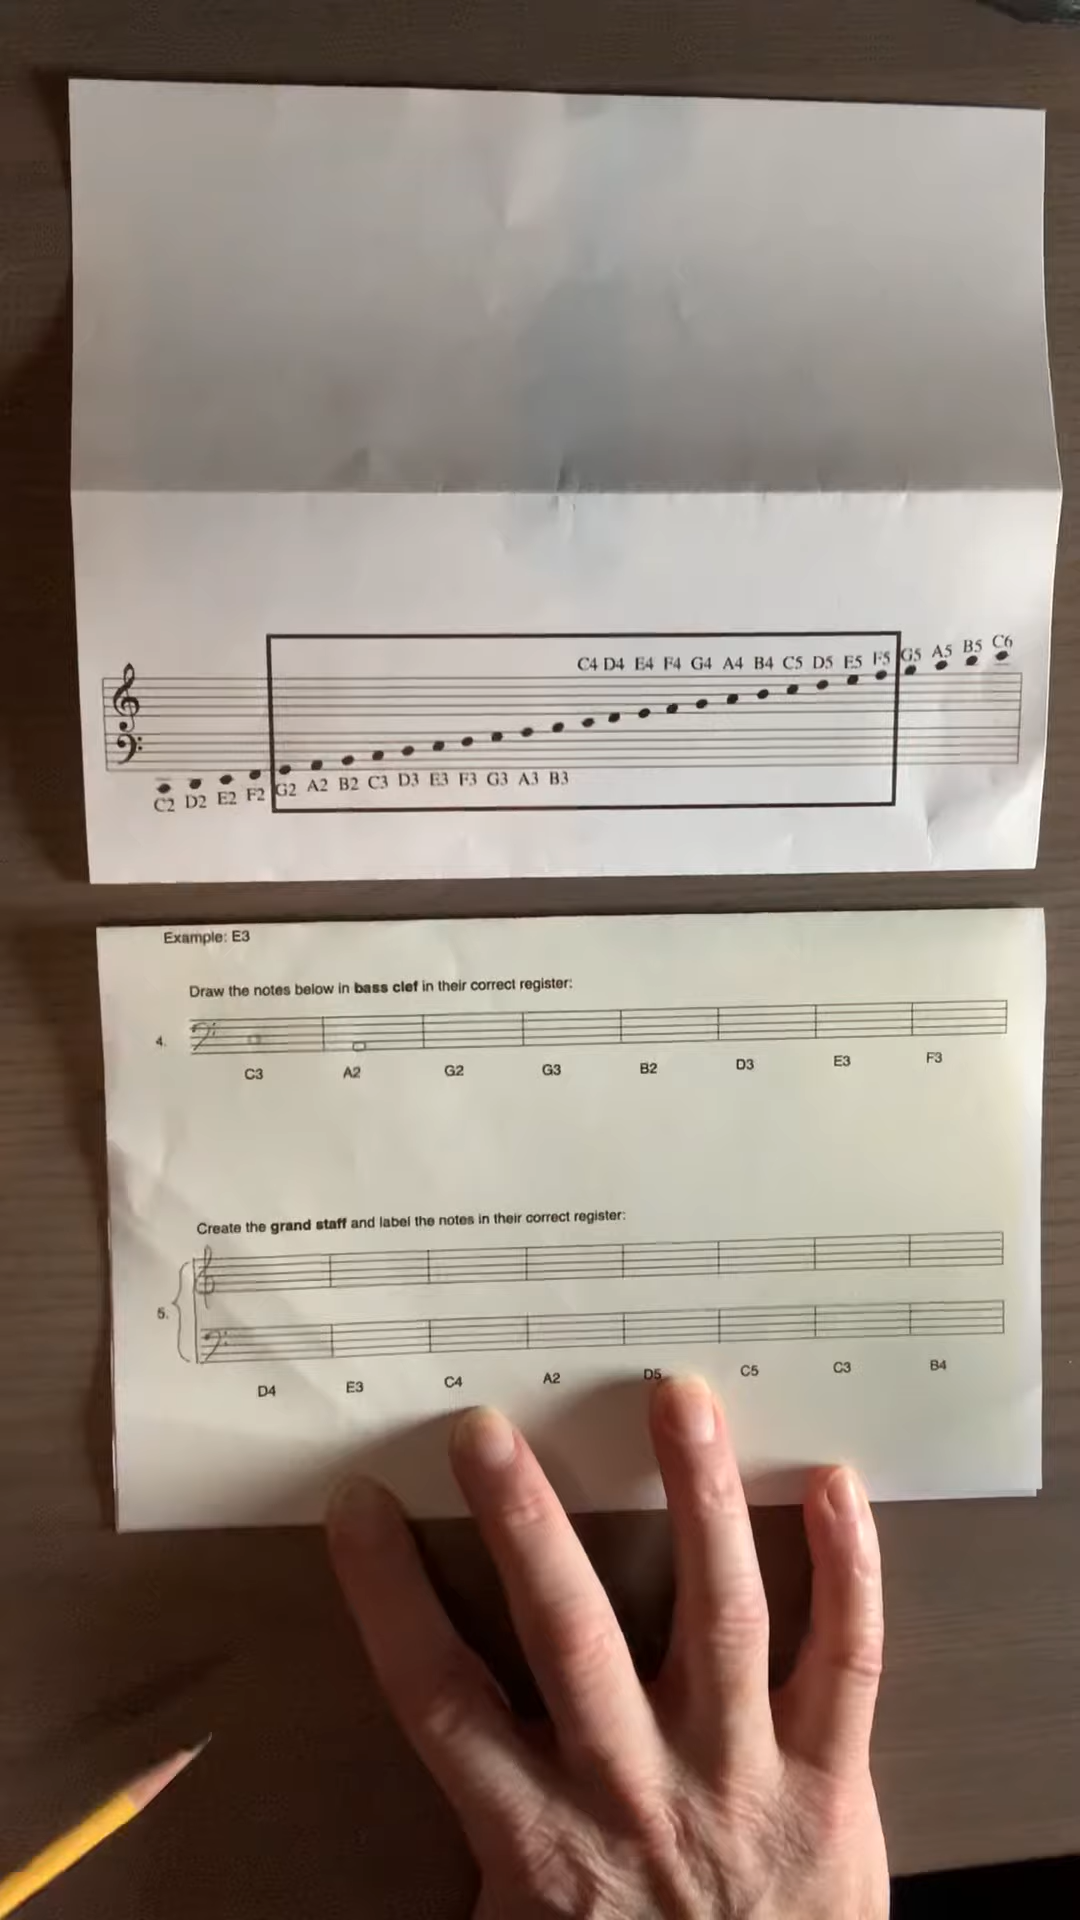 C4 D4 E4 F4 G4 A4 B4 C5 D5 E5 F5 G5 A5 B5 C6
C2 D2 E2 F2 G2 A2 B2 C3 D3 E3 F3 G3 A3 B3
Example: E3
Draw the notes below in bass clef in their correct register:
4.
C3 A2 G2 G3 B2 D3 E3 F3
Create the grand staff and label the notes in their correct register:
5.
D4 E3 C4 A2 D5 C5 C3 B4